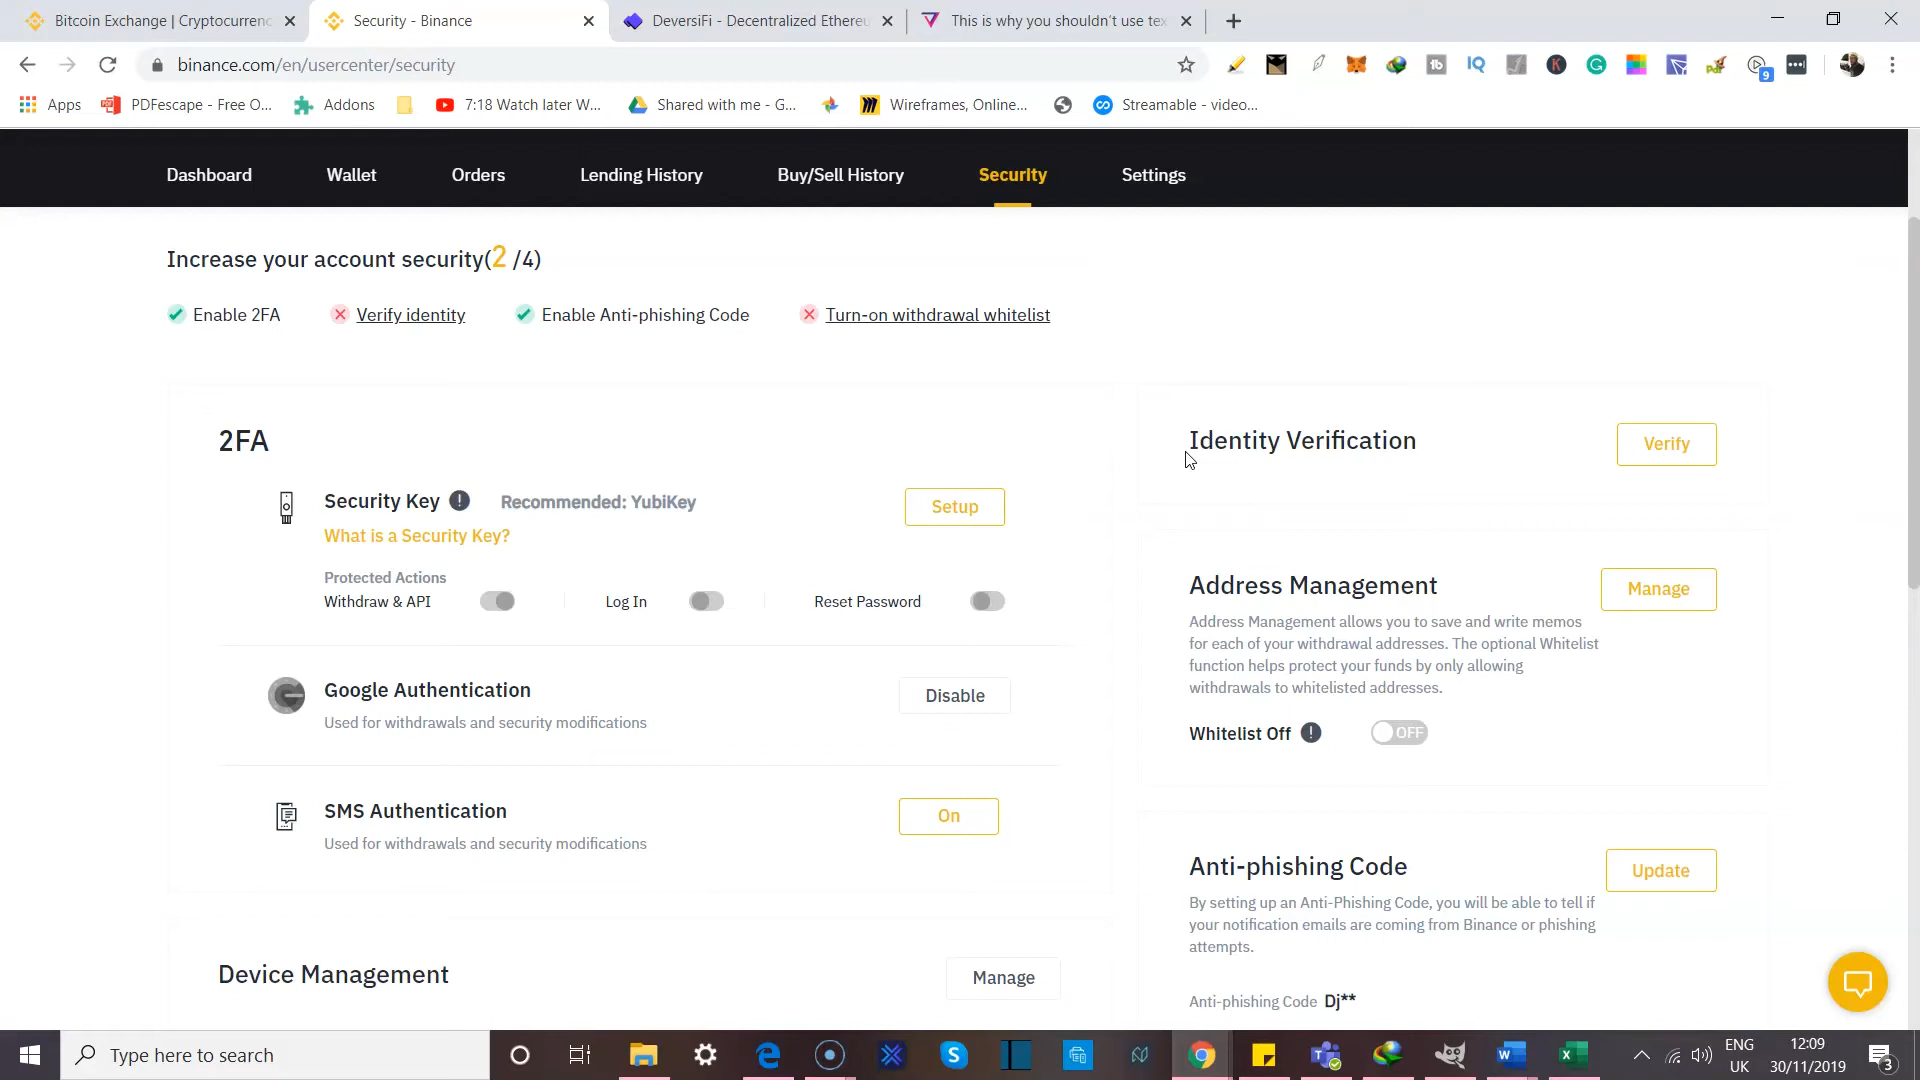 Bitcoin Exchange | Cryptocurrenc
Security - Binance
DeversiFi - Decentralized Ethereu
This is why you shouldn't use tex
binance.com/en/usercenter/security
Apps
PDFescape - Free O...
Addons
7:18 Watch later W...
Shared with me - G...
Wireframes, Online...
Streamable - video...
Dashboard
Wallet
Orders
Lending History
Buy/Sell History
Security
Settings
Increase your account security(2 /4)
Enable 2FA
Verify identity
Enable Anti-phishing Code
Turn-on withdrawal whitelist
2FA
Security Key
Recommended: YubiKey
Setup
What is a Security Key?
Protected Actions
Withdraw & API
Log In
Reset Password
Google Authentication
Disable
Used for withdrawals and security modifications
SMS Authentication
On
Used for withdrawals and security modifications
Device Management
Manage
Identity Verification
Verify
Address Management
Manage
Address Management allows you to save and write memos
for each of your withdrawal addresses. The optional Whitelist
function helps protect your funds by only allowing
withdrawals to whitelisted addresses.
Whitelist Off
OFF
Anti-phishing Code
Update
By setting up an Anti-Phishing Code, you will be able to tell if
your notification emails are coming from Binance or phishing
attempts.
Anti-phishing Code Dj**
Type here to search
ENG
UK
12:09
30/11/2019
3